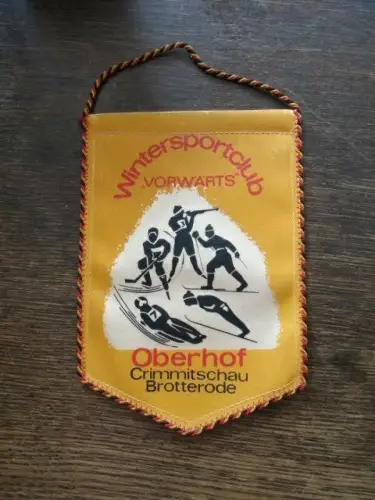 Wintersportclub
„VORWÄRTS"
Oberhof
Crimmitschau
Brotterode